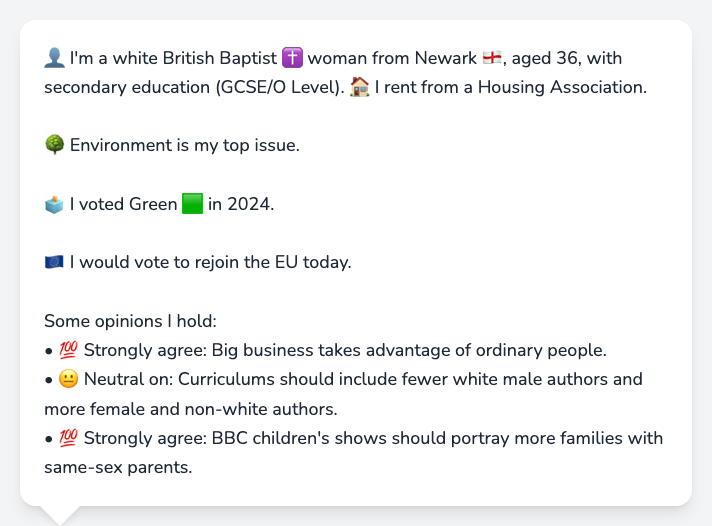 👤 I'm a white British Baptist ✝️ woman from Newark 🏴󠁧󠁢󠁥󠁮󠁧󠁿, aged 36, with
secondary education (GCSE/O Level). 🏠 I rent from a Housing Association.
🌳 Environment is my top issue.
🗳️ I voted Green 🟩 in 2024.
🇪🇺 I would vote to rejoin the EU today.
Some opinions I hold:
• 💯 Strongly agree: Big business takes advantage of ordinary people.
• 😐 Neutral on: Curriculums should include fewer white male authors and
more female and non-white authors.
• 💯 Strongly agree: BBC children's shows should portray more families with
same-sex parents.